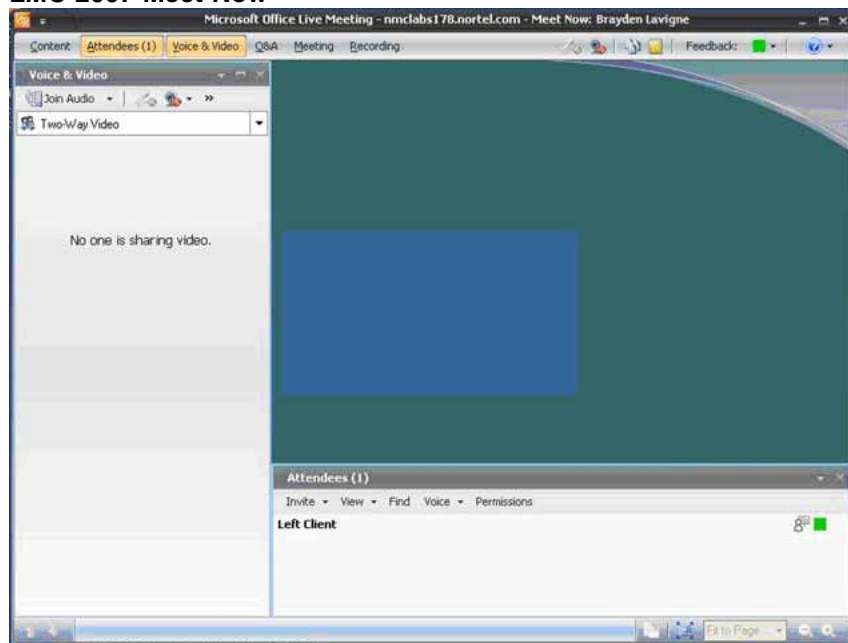 Microsoft Office Live Meeting - nmclabs178.nortel.com - Meet Now: Brayden Lavigne
Content Attendees (1) Voice & Video Q&A Meeting Recording Feedback:
Voice & Video
Join Audio
Two-Way Video
No one is sharing video.
Attendees (1)
Invite View Find Voice Permissions
Left Client
Fit to Page